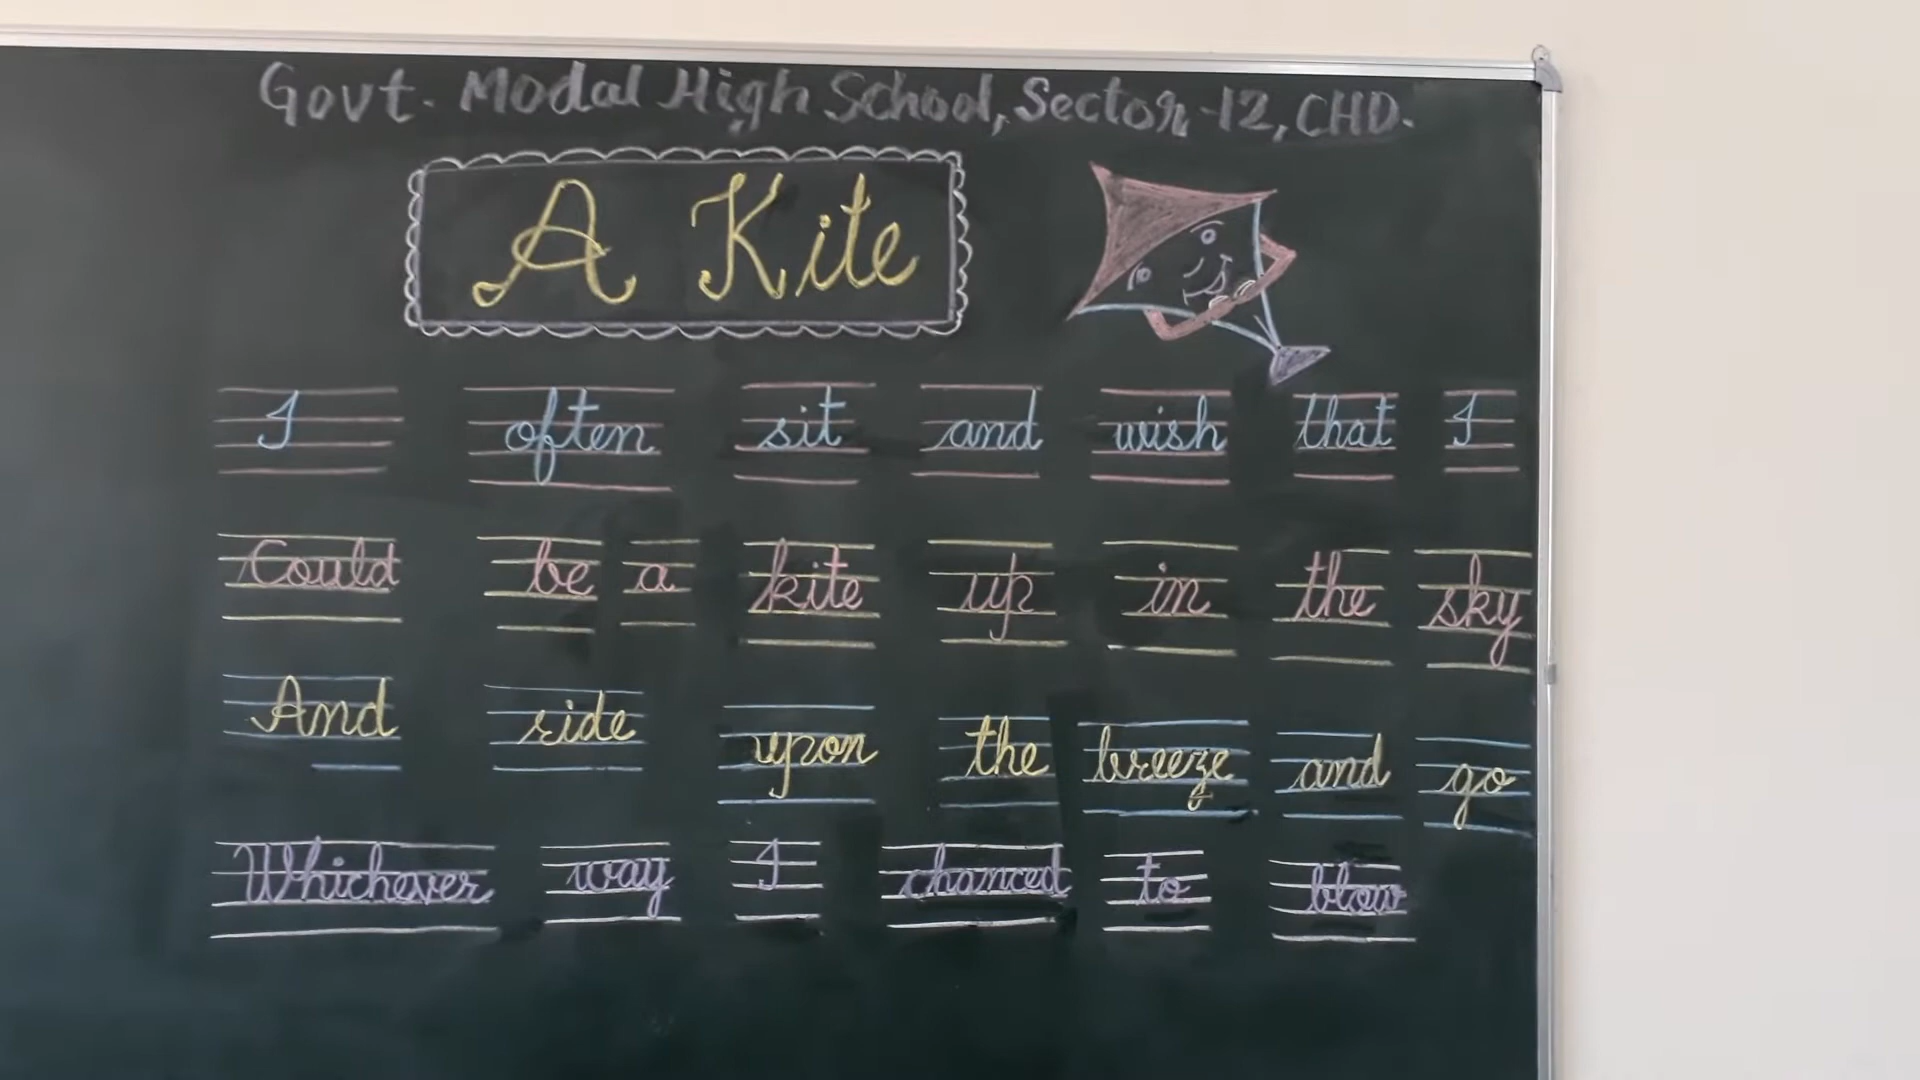 Govt. Modal High School, Sector-12, CHD.
A Kite
I often sit and wish that I
Could be a kite up in the sky
And ride upon the breeze and go
Whichever way I chanced to blow